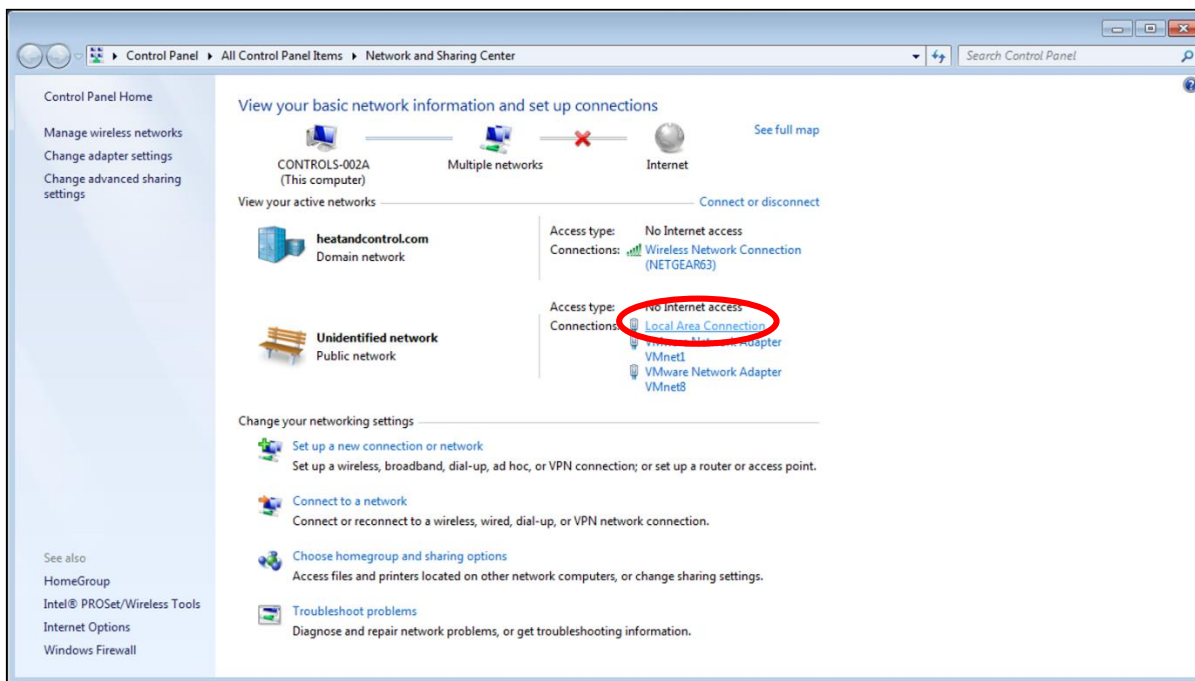 Control Panel ▸ All Control Panel Items ▸ Network and Sharing Center
Search Control Panel
Control Panel Home
Manage wireless networks
Change adapter settings
Change advanced sharing
settings
View your basic network information and set up connections
See full map
CONTROLS-002A
(This computer)
Multiple networks
Internet
View your active networks
Connect or disconnect
heatandcontrol.com
Domain network
Access type: No Internet access
Connections: Wireless Network Connection
(NETGEAR63)
Unidentified network
Public network
Access type: No Internet access
Connections: Local Area Connection
VMware Network Adapter
VMnet1
VMware Network Adapter
VMnet8
Change your networking settings
Set up a new connection or network
Set up a wireless, broadband, dial-up, ad hoc, or VPN connection; or set up a router or access point.
Connect to a network
Connect or reconnect to a wireless, wired, dial-up, or VPN network connection.
Choose homegroup and sharing options
Access files and printers located on other network computers, or change sharing settings.
Troubleshoot problems
Diagnose and repair network problems, or get troubleshooting information.
See also
HomeGroup
Intel® PROSet/Wireless Tools
Internet Options
Windows Firewall